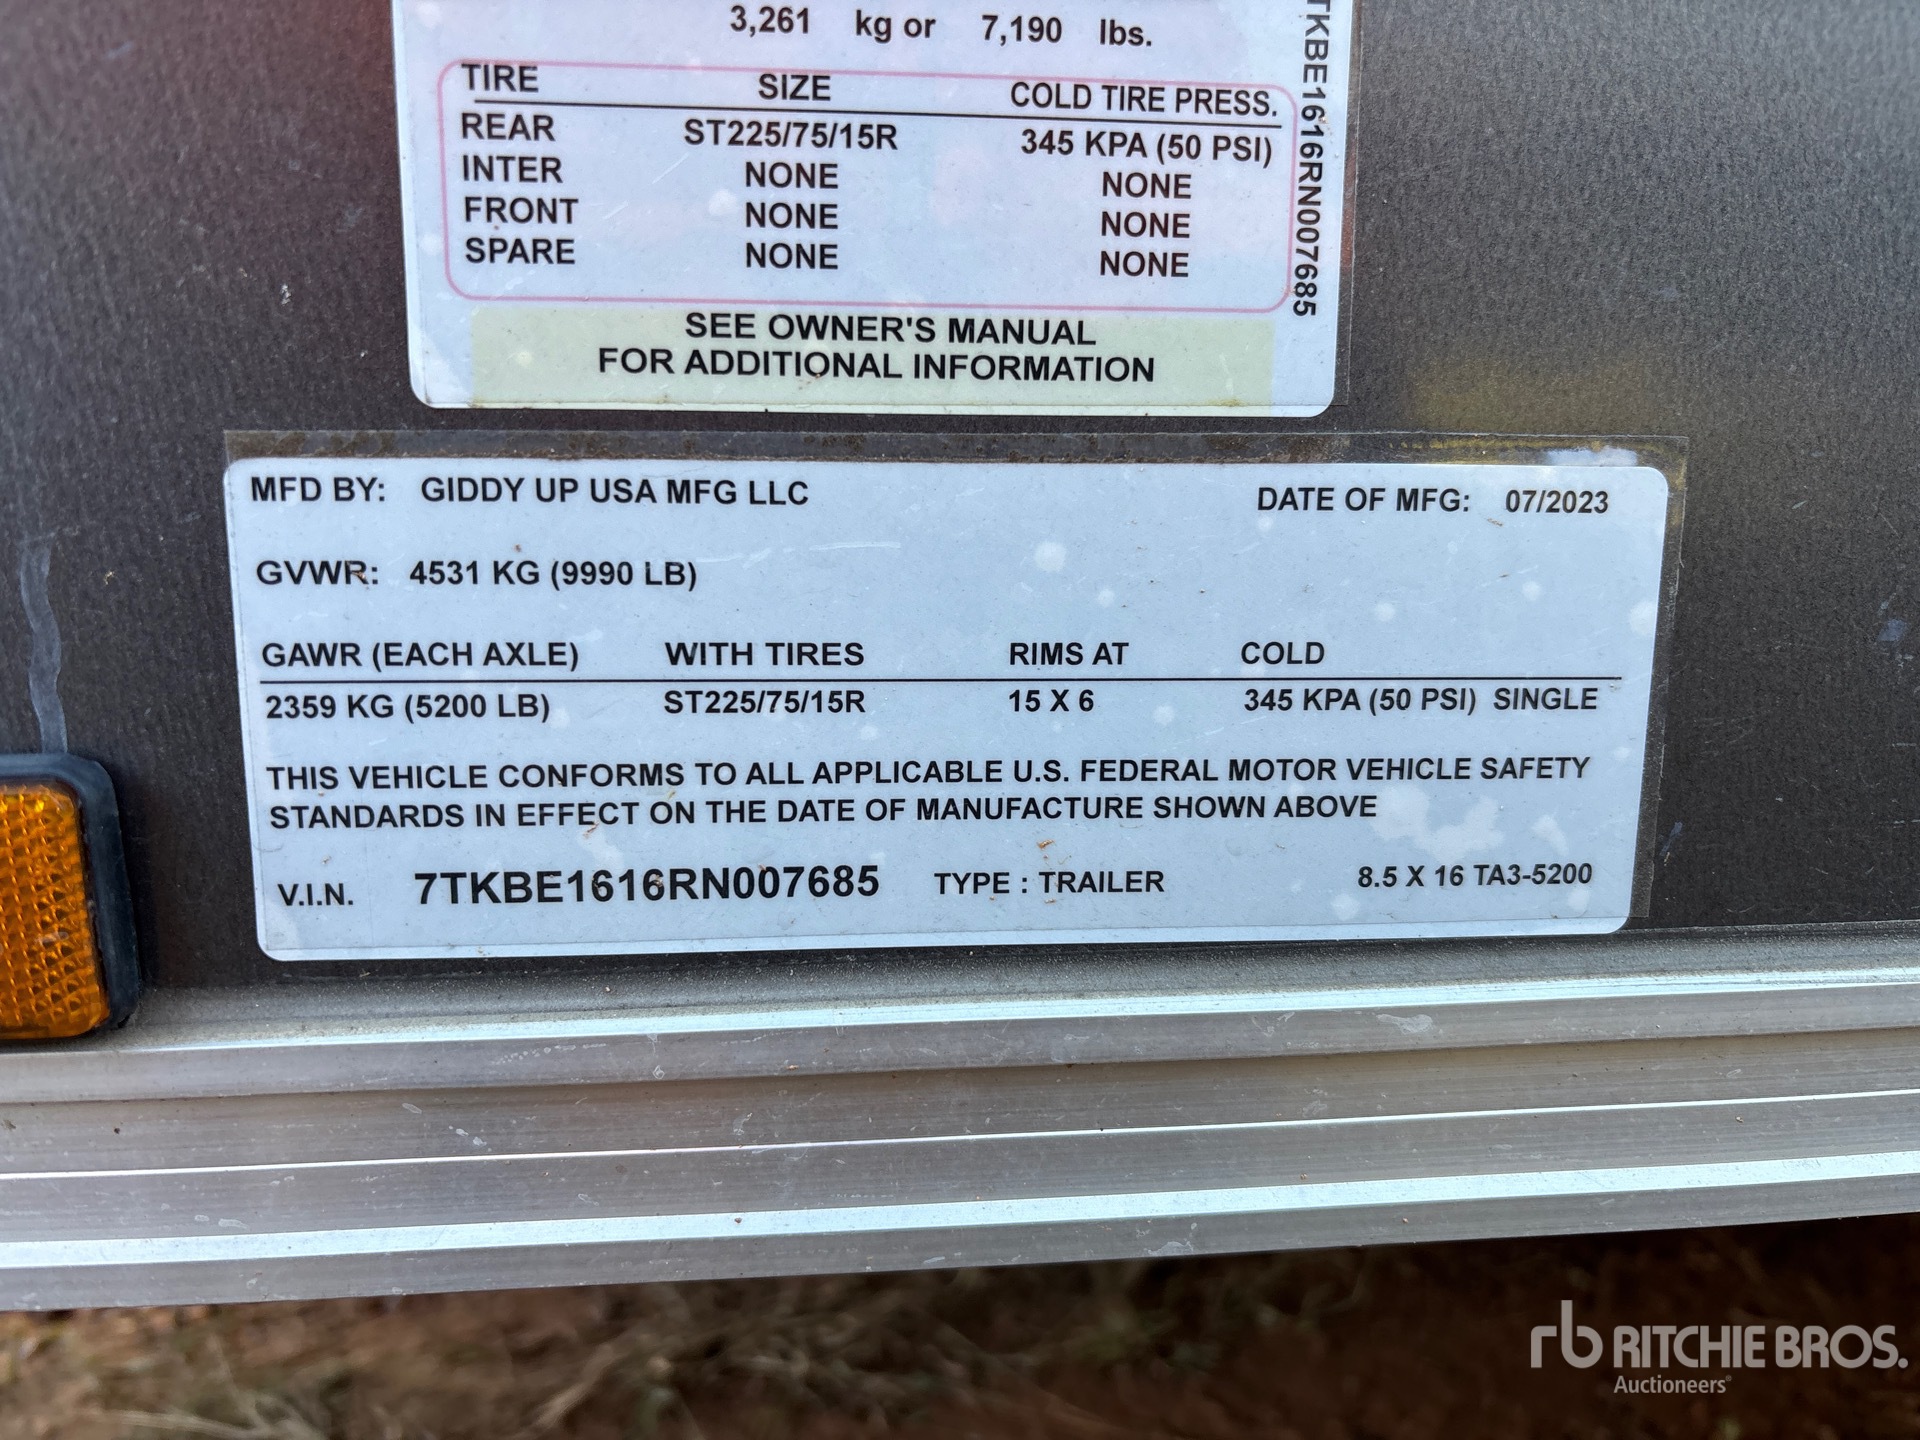 3,261 kg or 7,190 lbs.
TIRE SIZE COLD TIRE PRESS.
REAR ST225/75/15R 345 KPA (50 PSI)
INTER NONE NONE
FRONT NONE NONE
SPARE NONE NONE
SEE OWNER'S MANUAL
FOR ADDITIONAL INFORMATION
TKBE1616RN007685
MFD BY: GIDDY UP USA MFG LLC DATE OF MFG: 07/2023
GVWR: 4531 KG (9990 LB)
GAWR (EACH AXLE) WITH TIRES RIMS AT COLD
2359 KG (5200 LB) ST225/75/15R 15 X 6 345 KPA (50 PSI) SINGLE
THIS VEHICLE CONFORMS TO ALL APPLICABLE U.S. FEDERAL MOTOR VEHICLE SAFETY
STANDARDS IN EFFECT ON THE DATE OF MANUFACTURE SHOWN ABOVE
V.I.N. 7TKBE1616RN007685 TYPE : TRAILER 8.5 X 16 TA3-5200
rb RITCHIE BROS.
Auctioneers